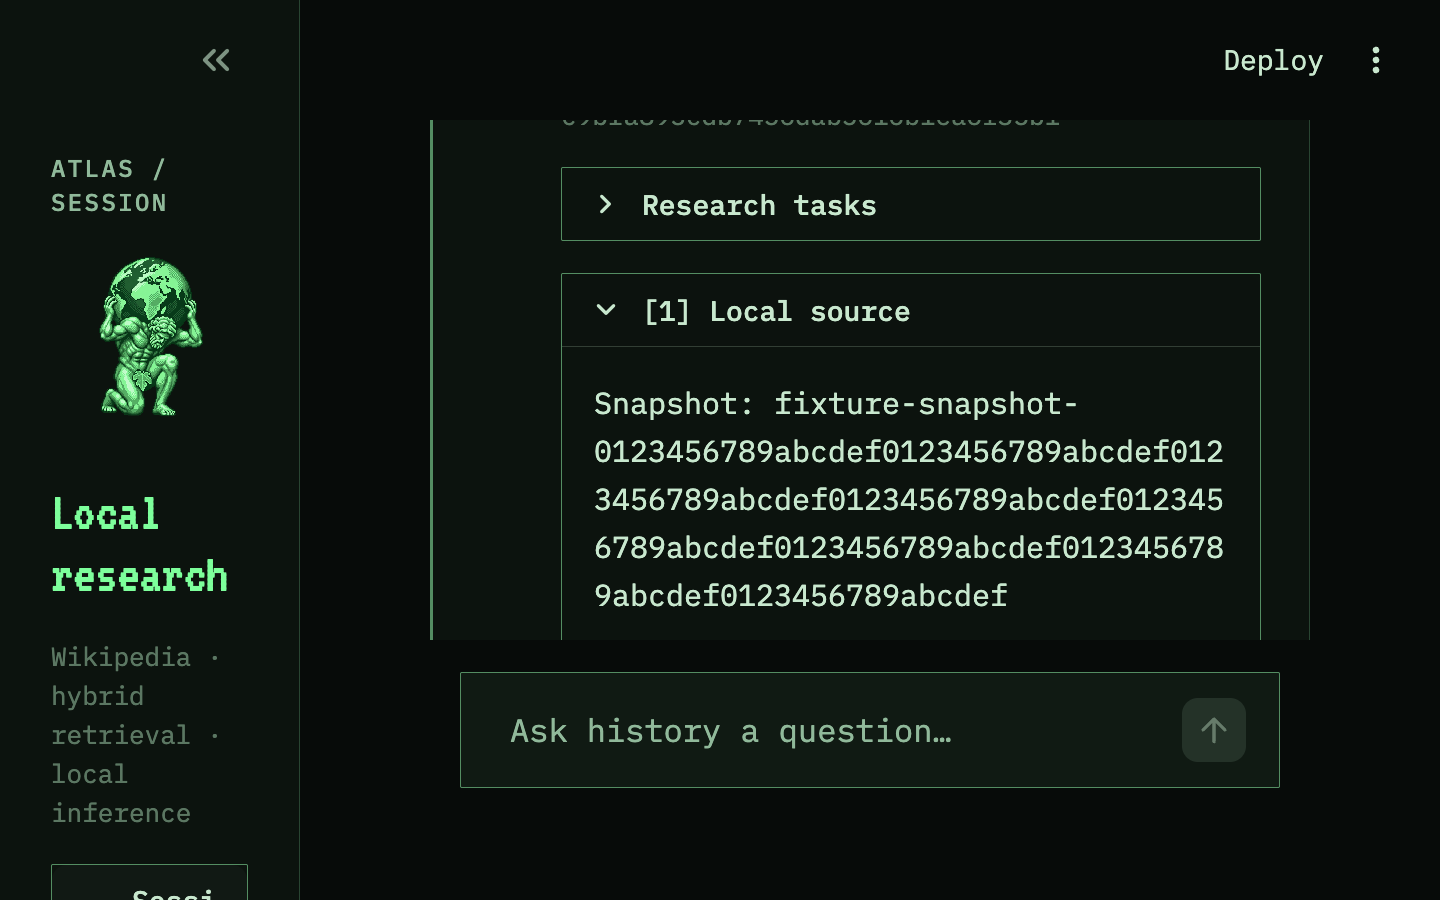 Deploy
ATLAS /
SESSION
Local
research
Wikipedia ·
hybrid
retrieval ·
local
inference
Research tasks
[1] Local source
Snapshot: fixture-snapshot-
0123456789abcdef0123456789abcdef012
3456789abcdef0123456789abcdef012345
6789abcdef0123456789abcdef012345678
9abcdef0123456789abcdef
Ask history a question…